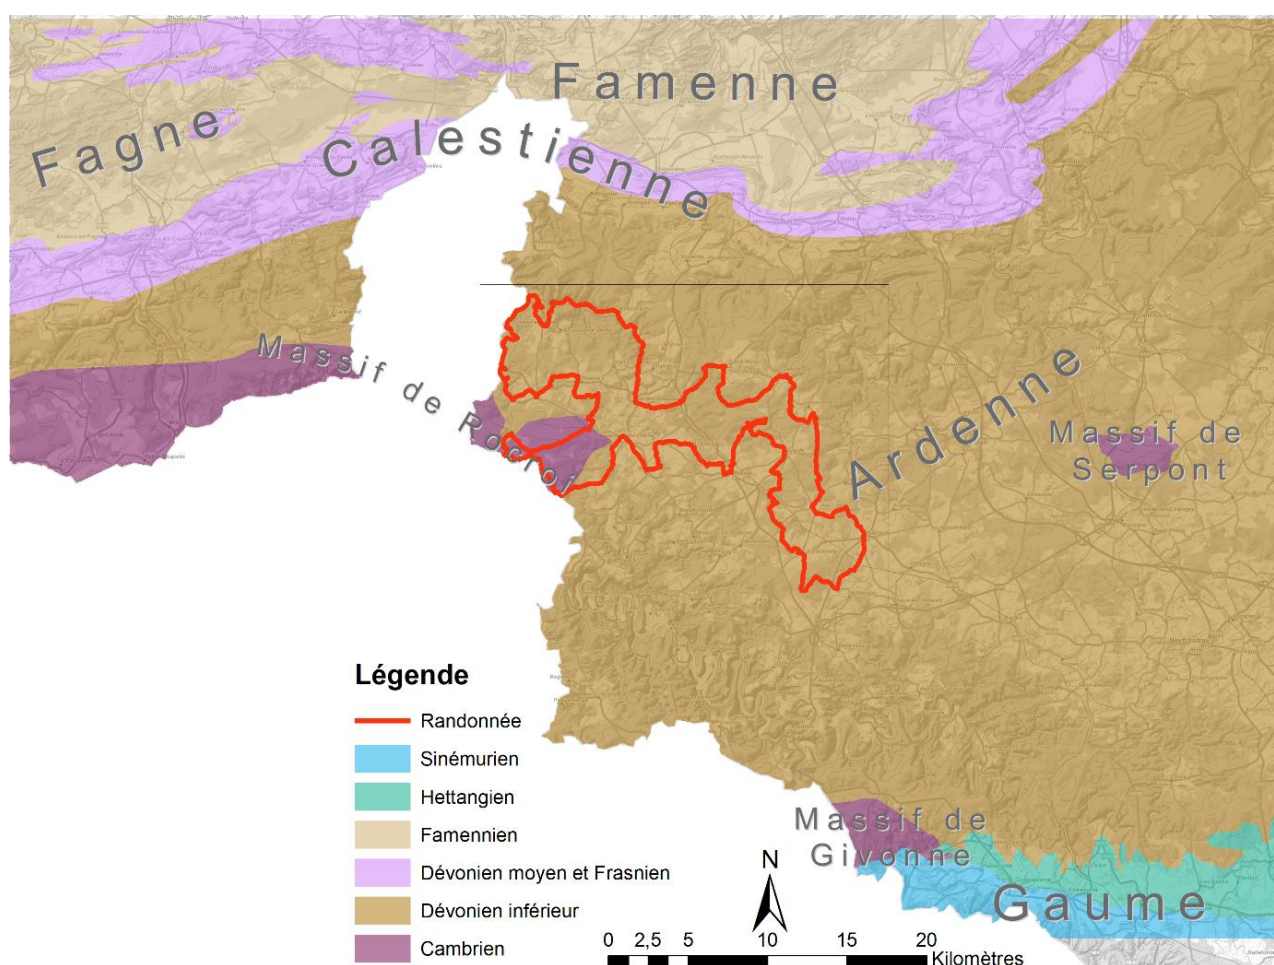 Famenne
Fagne
Calestienne
Massif de Rocroi
Ardenne
Massif de
Serpont
Massif de
Givonne
Gaume
Légende
Randonnée
Sinémurien
Hettangien
Famennien
Dévonien moyen et Frasnien
Dévonien inférieur
Cambrien
N
0 2,5 5 10 15 20
Kilomètres